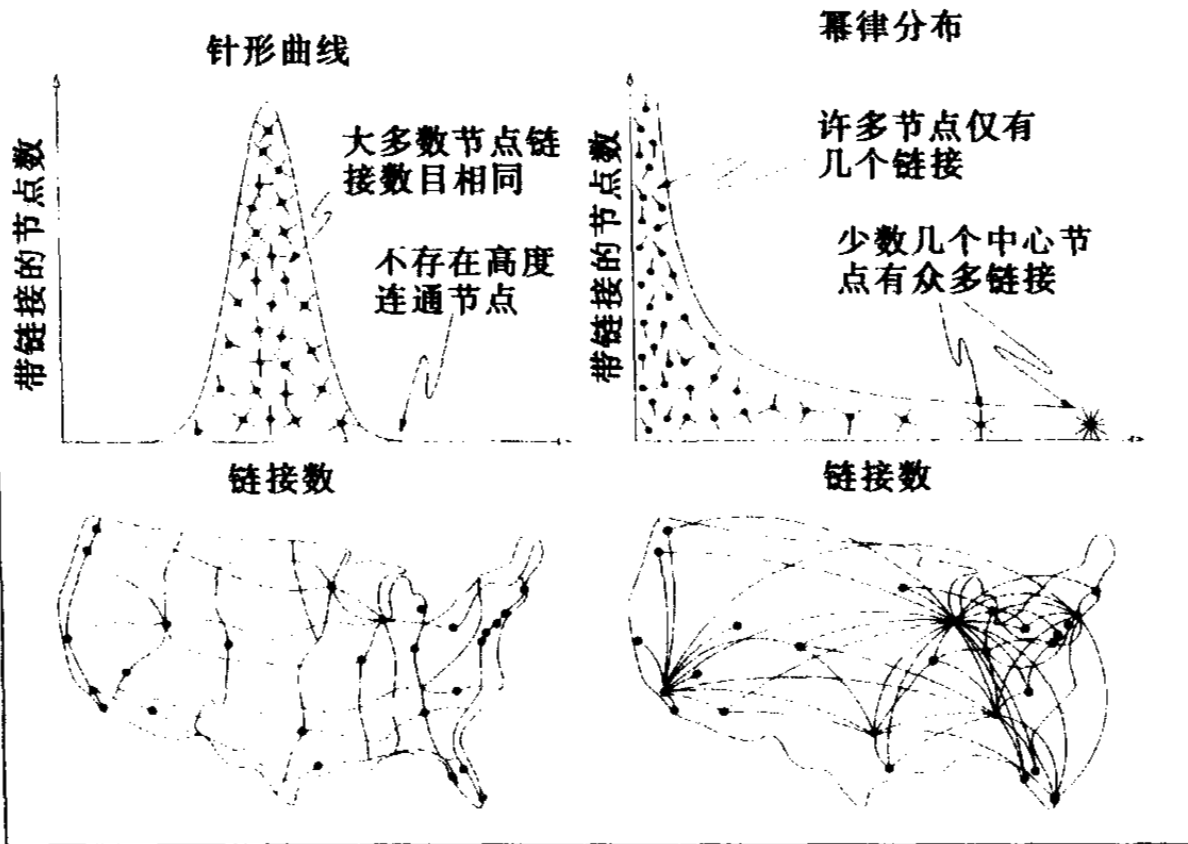 针形曲线
带链接的节点数
大多数节点链
接数目相同
不存在高度
连通节点
链接数
幂律分布
带链接的节点数
许多节点仅有
几个链接
少数几个中心节
点有众多链接
链接数